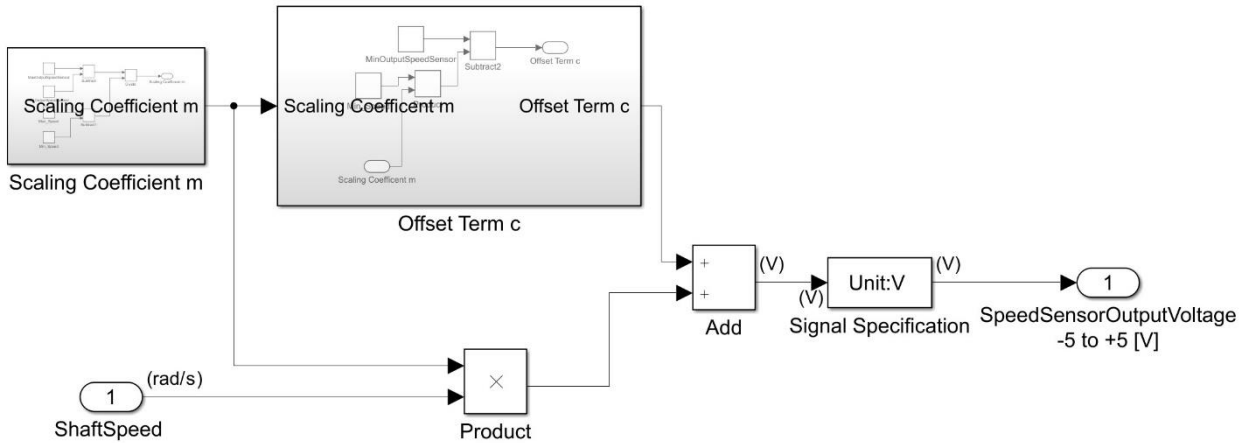 MinOutputSpeedSensor
Subtract2
Offset Term c
Scaling Coefficient m
Scaling Coefficent m
Offset Term c
Scaling Coefficent m
Scaling Coefficient m
Offset Term c
(V)
(V)
Unit:V
(V)
1
Add
Signal Specification
SpeedSensorOutputVoltage
-5 to +5 [V]
(rad/s)
1
ShaftSpeed
Product